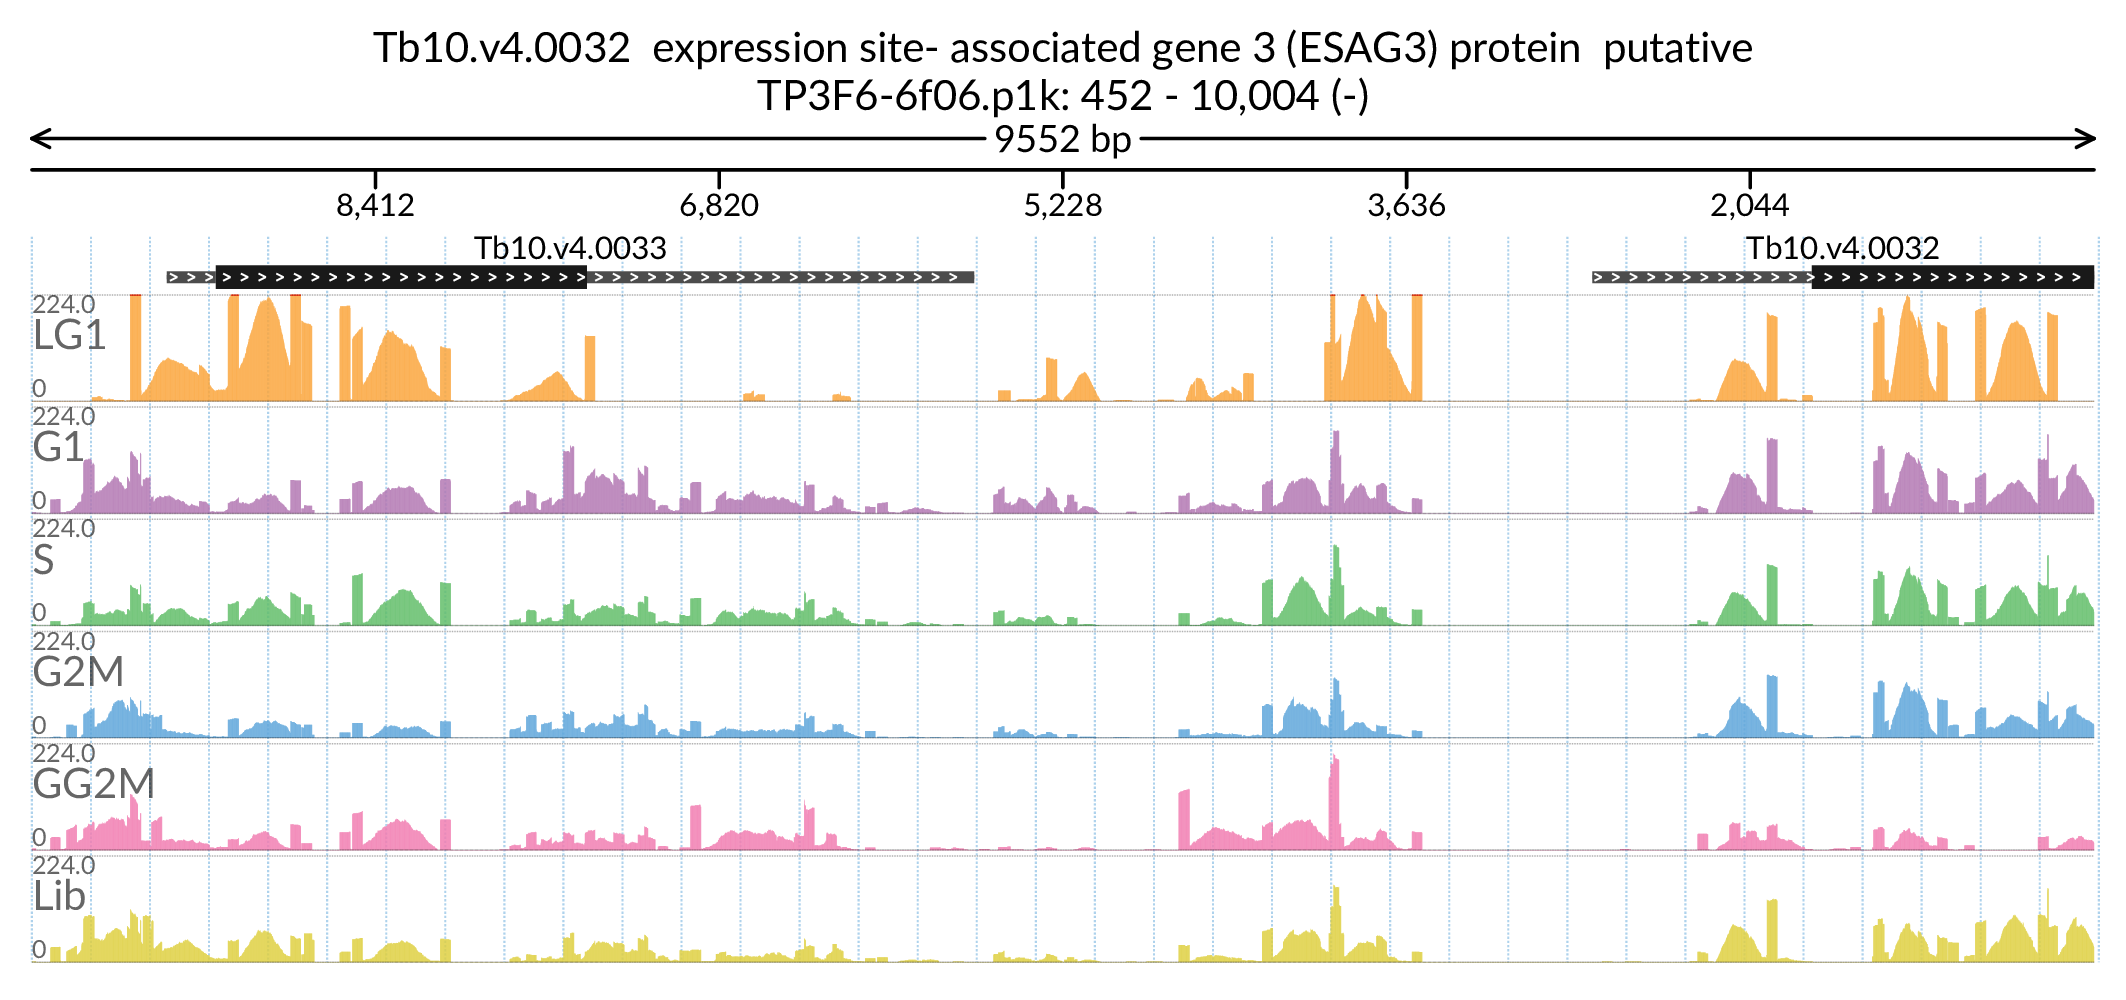 Tb10.v4.0032  expression site- associated gene 3 (ESAG3) protein  putative
TP3F6-6f06.p1k: 452 - 10,004 (-)
9552 bp
8,412 6,820 5,228 3,636 2,044
Tb10.v4.0033 Tb10.v4.0032
224.0
LG1
0
224.0
G1
0
224.0
S
0
224.0
G2M
0
224.0
GG2M
0
224.0
Lib
0